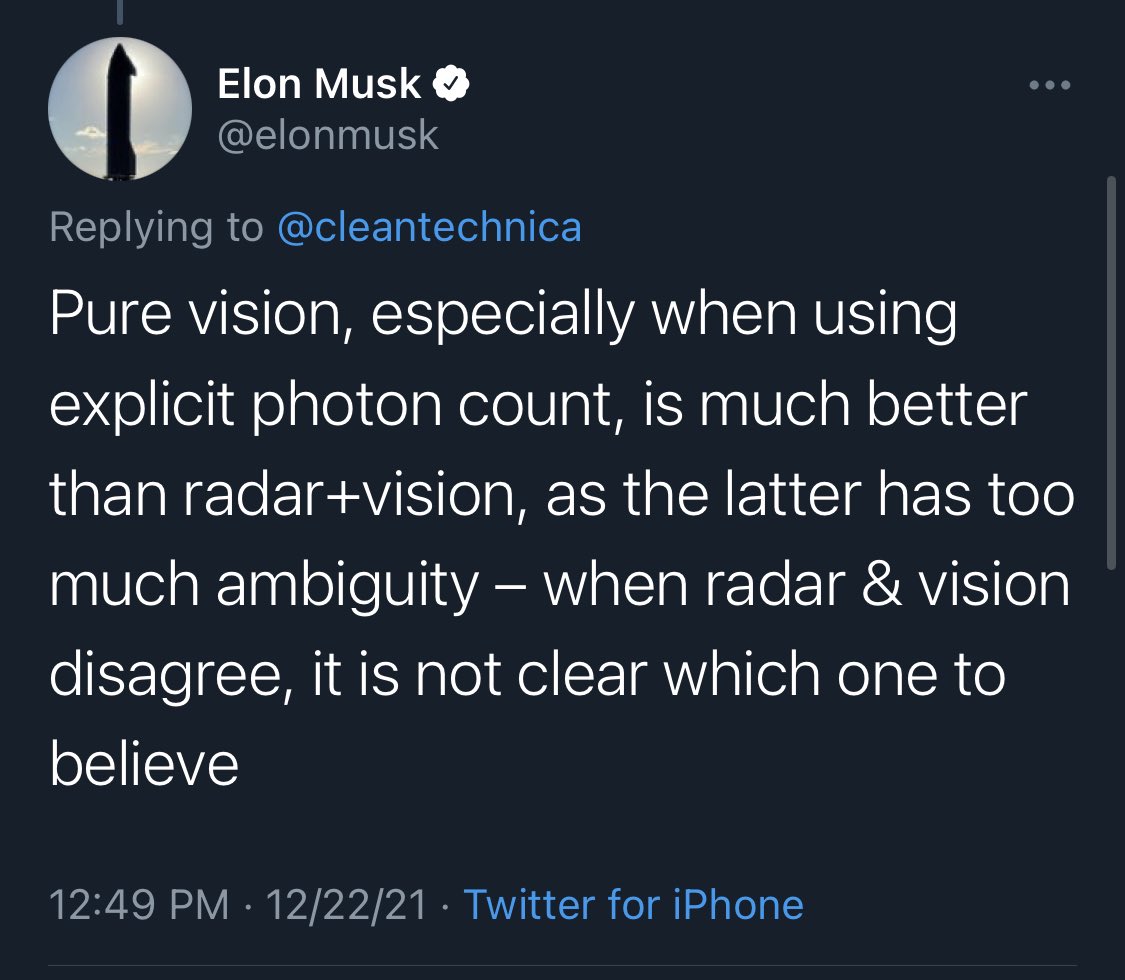 Elon Musk
@elonmusk
Replying to @cleantechnica
Pure vision, especially when using
explicit photon count, is much better
than radar+vision, as the latter has too
much ambiguity – when radar & vision
disagree, it is not clear which one to
believe
12:49 PM · 12/22/21 · Twitter for iPhone